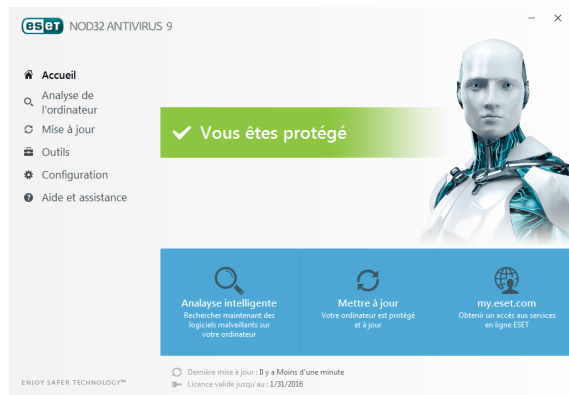 eset NOD32 ANTIVIRUS 9
Accueil
Analyse de
l'ordinateur
Mise à jour
Outils
Configuration
Aide et assistance
Vous êtes protégé
Analyse intelligente
Rechercher maintenant des
logiciels malveillants sur
votre ordinateur
Mettre à jour
Votre ordinateur est protégé
et à jour
my.eset.com
Obtenir un accès aux services
en ligne ESET
Dernière mise à jour : Il y a Moins d'une minute
Licence valide jusqu'au : 1/31/2016
ENJOY SAFER TECHNOLOGY™